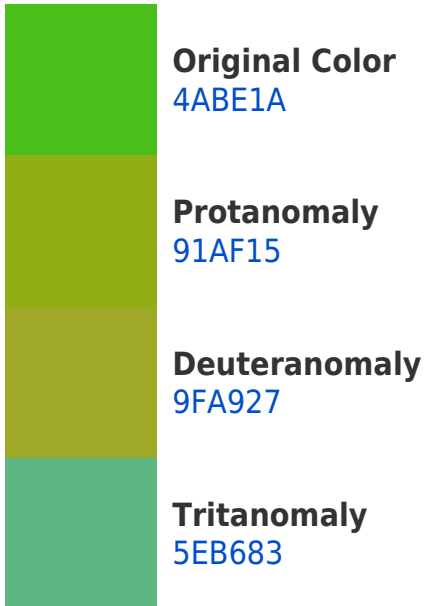 Original Color
4ABE1A
Protanomaly
91AF15
Deuteranomaly
9FA927
Tritanomaly
5EB683